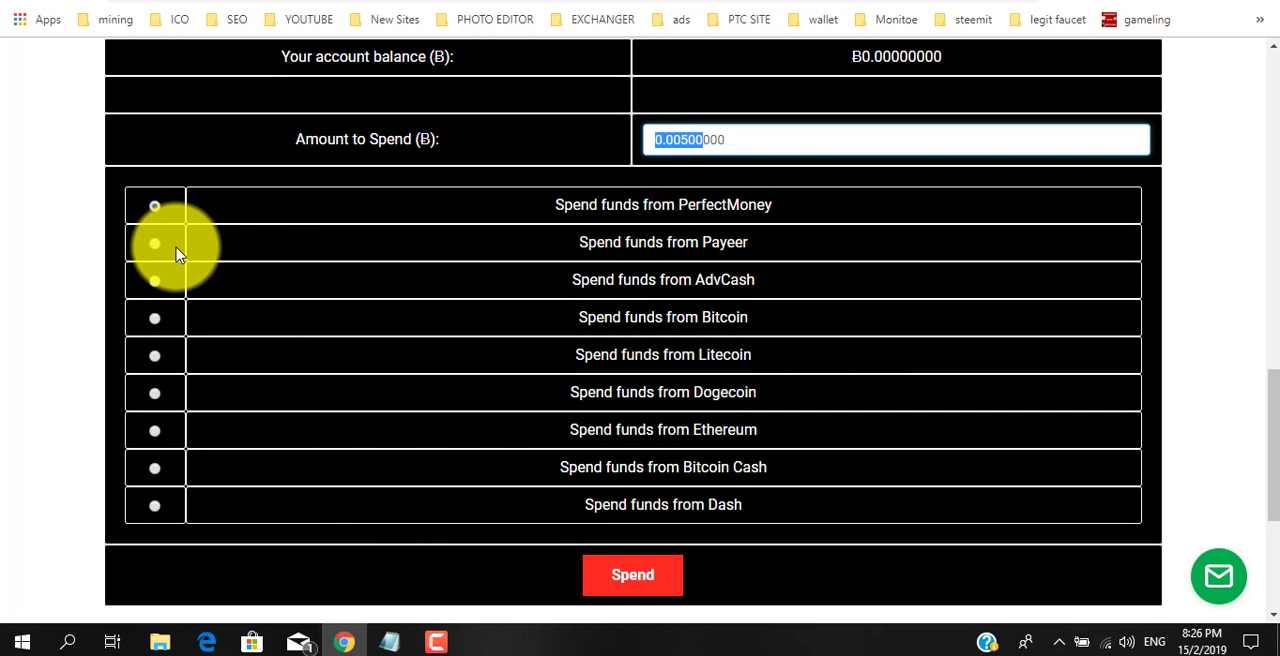 Apps mining ICO SEO YOUTUBE New Sites PHOTO EDITOR EXCHANGER ads PTC SITE wallet Monitoe steemit legit faucet gameling »
Your account balance (Ƀ): Ƀ0.00000000
Amount to Spend (Ƀ): 0.00500000
Spend funds from PerfectMoney
Spend funds from Payeer
Spend funds from AdvCash
Spend funds from Bitcoin
Spend funds from Litecoin
Spend funds from Dogecoin
Spend funds from Ethereum
Spend funds from Bitcoin Cash
Spend funds from Dash
Spend
1 ENG 8:26 PM
15/2/2019